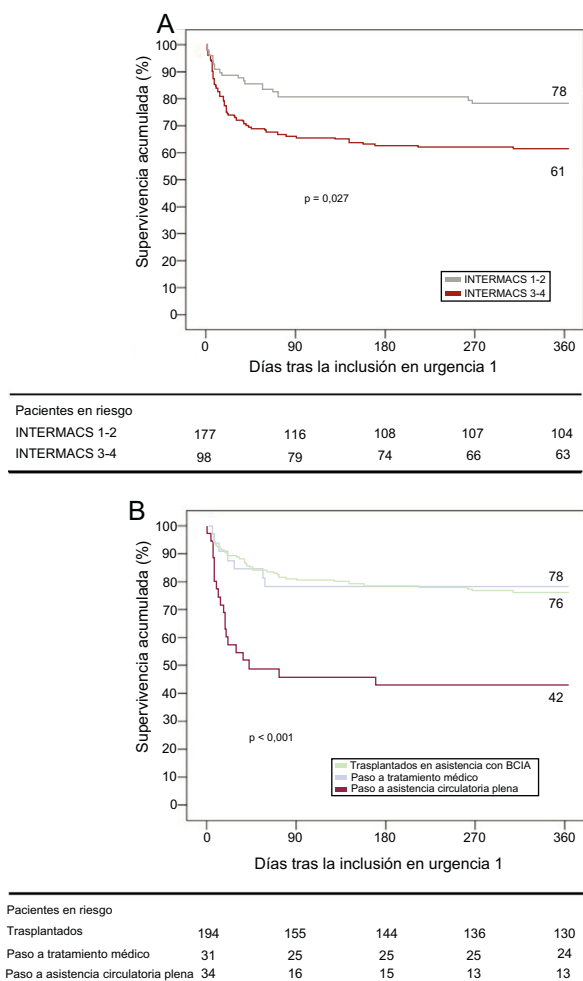 A
Supervivencia acumulada (%)
100
90
80
70
60
50
40
30
20
10
0
78
61
p = 0,027
INTERMACS 1-2
INTERMACS 3-4
0 90 180 270 360
Días tras la inclusión en urgencia 1
Pacientes en riesgo
INTERMACS 1-2 177 116 108 107 104
INTERMACS 3-4 98 79 74 66 63
B
Supervivencia acumulada (%)
100
90
80
70
60
50
40
30
20
10
0
78
76
42
p < 0,001
Trasplantados en asistencia con BCIA
Paso a tratamiento médico
Paso a asistencia circulatoria plena
0 90 180 270 360
Días tras la inclusión en urgencia 1
Pacientes en riesgo
Trasplantados 194 155 144 136 130
Paso a tratamiento médico 31 25 25 25 24
Paso a asistencia circulatoria plena 34 16 15 13 13